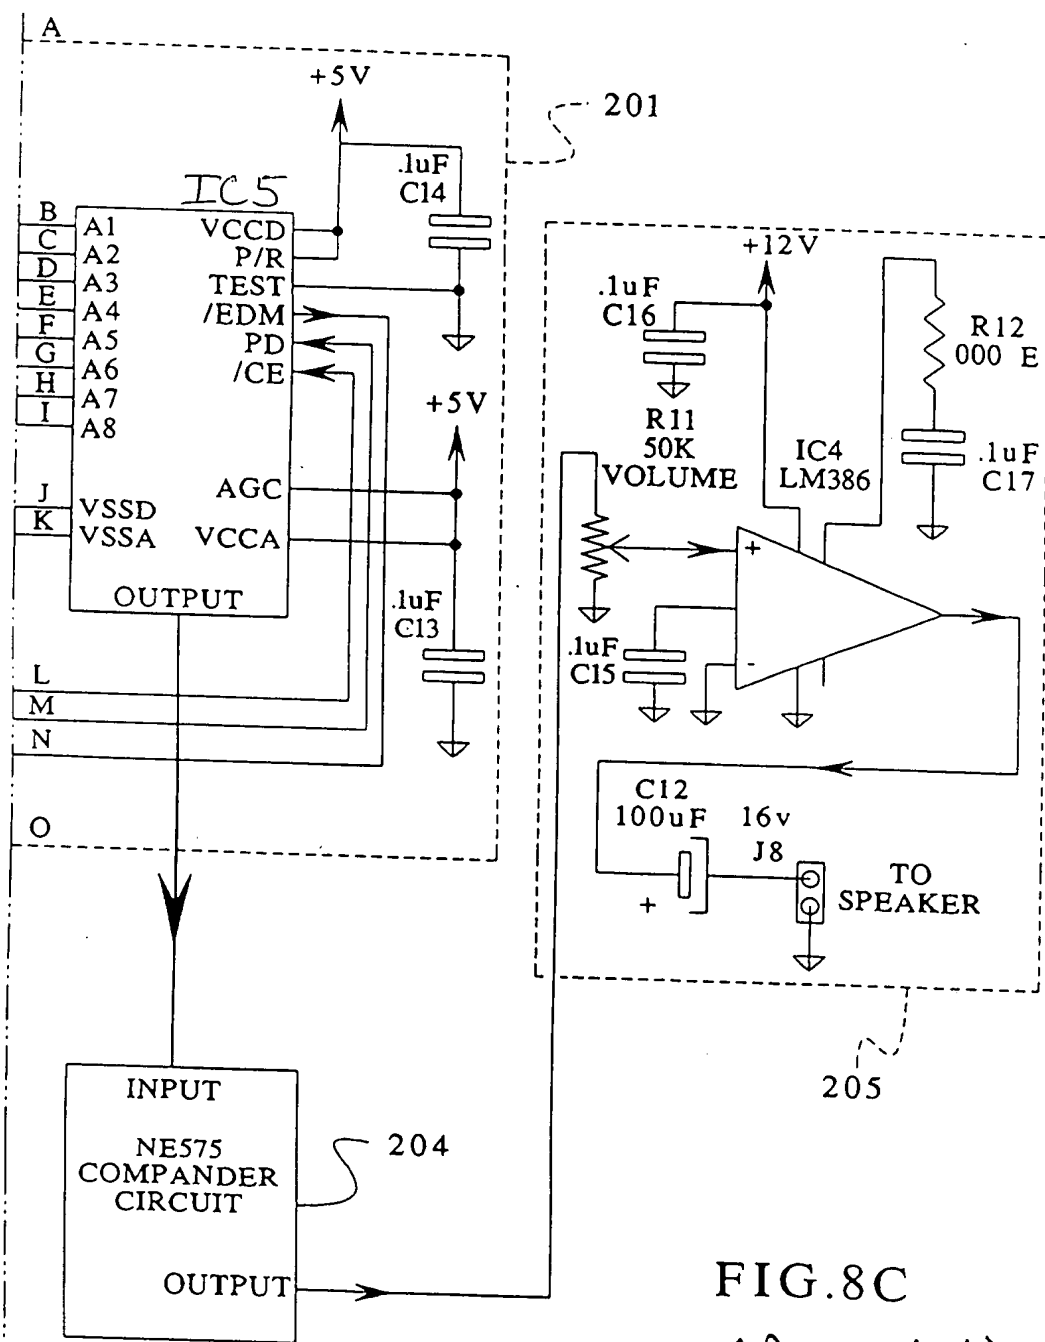 A
+5V
201
.1uF
C14
IC5
B
C
D
E
F
G
H
I
J
K
A1
A2
A3
A4
A5
A6
A7
A8
VSSD
VSSA
VCCD
P/R
TEST
/EDM
PD
/CE
AGC
VCCA
OUTPUT
+5V
.1uF
C13
L
M
N
O
+12V
.1uF
C16
R12
000 E
R11
50K
VOLUME
IC4
LM386
.1uF
C17
+
-
.1uF
C15
C12
100uF
16v
J8
+
TO
SPEAKER
205
INPUT
NE575
COMPANDER
CIRCUIT
204
OUTPUT
FIG.8C